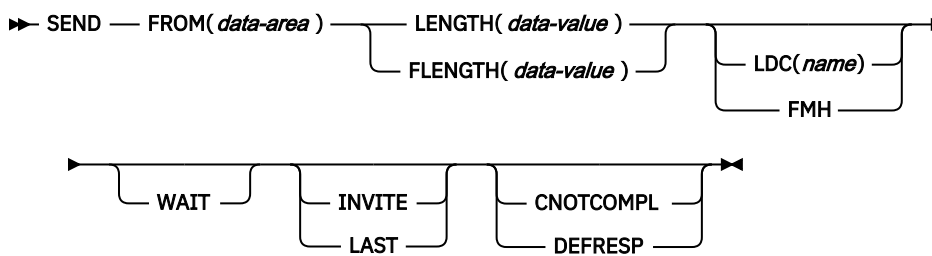 SEND FROM( data-area ) LENGTH( data-value )
FLENGTH( data-value )
LDC(name)
FMH
WAIT
INVITE
LAST
CNOTCOMPL
DEFRESP